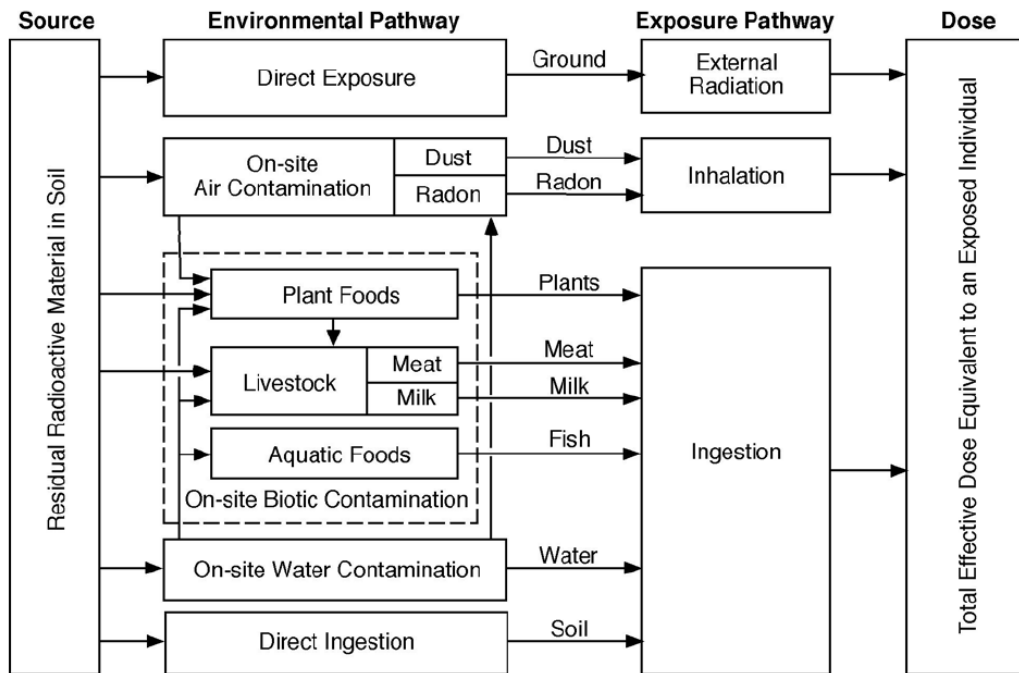 Source
Environmental Pathway
Exposure Pathway
Dose
Residual Radioactive Material in Soil
Direct Exposure
Ground
External
Radiation
On-site
Air Contamination
Dust
Radon
Dust
Radon
Inhalation
Plant Foods
Plants
Livestock
Meat
Milk
Meat
Milk
Aquatic Foods
Fish
On-site Biotic Contamination
Ingestion
On-site Water Contamination
Water
Direct Ingestion
Soil
Total Effective Dose Equivalent to an Exposed Individual